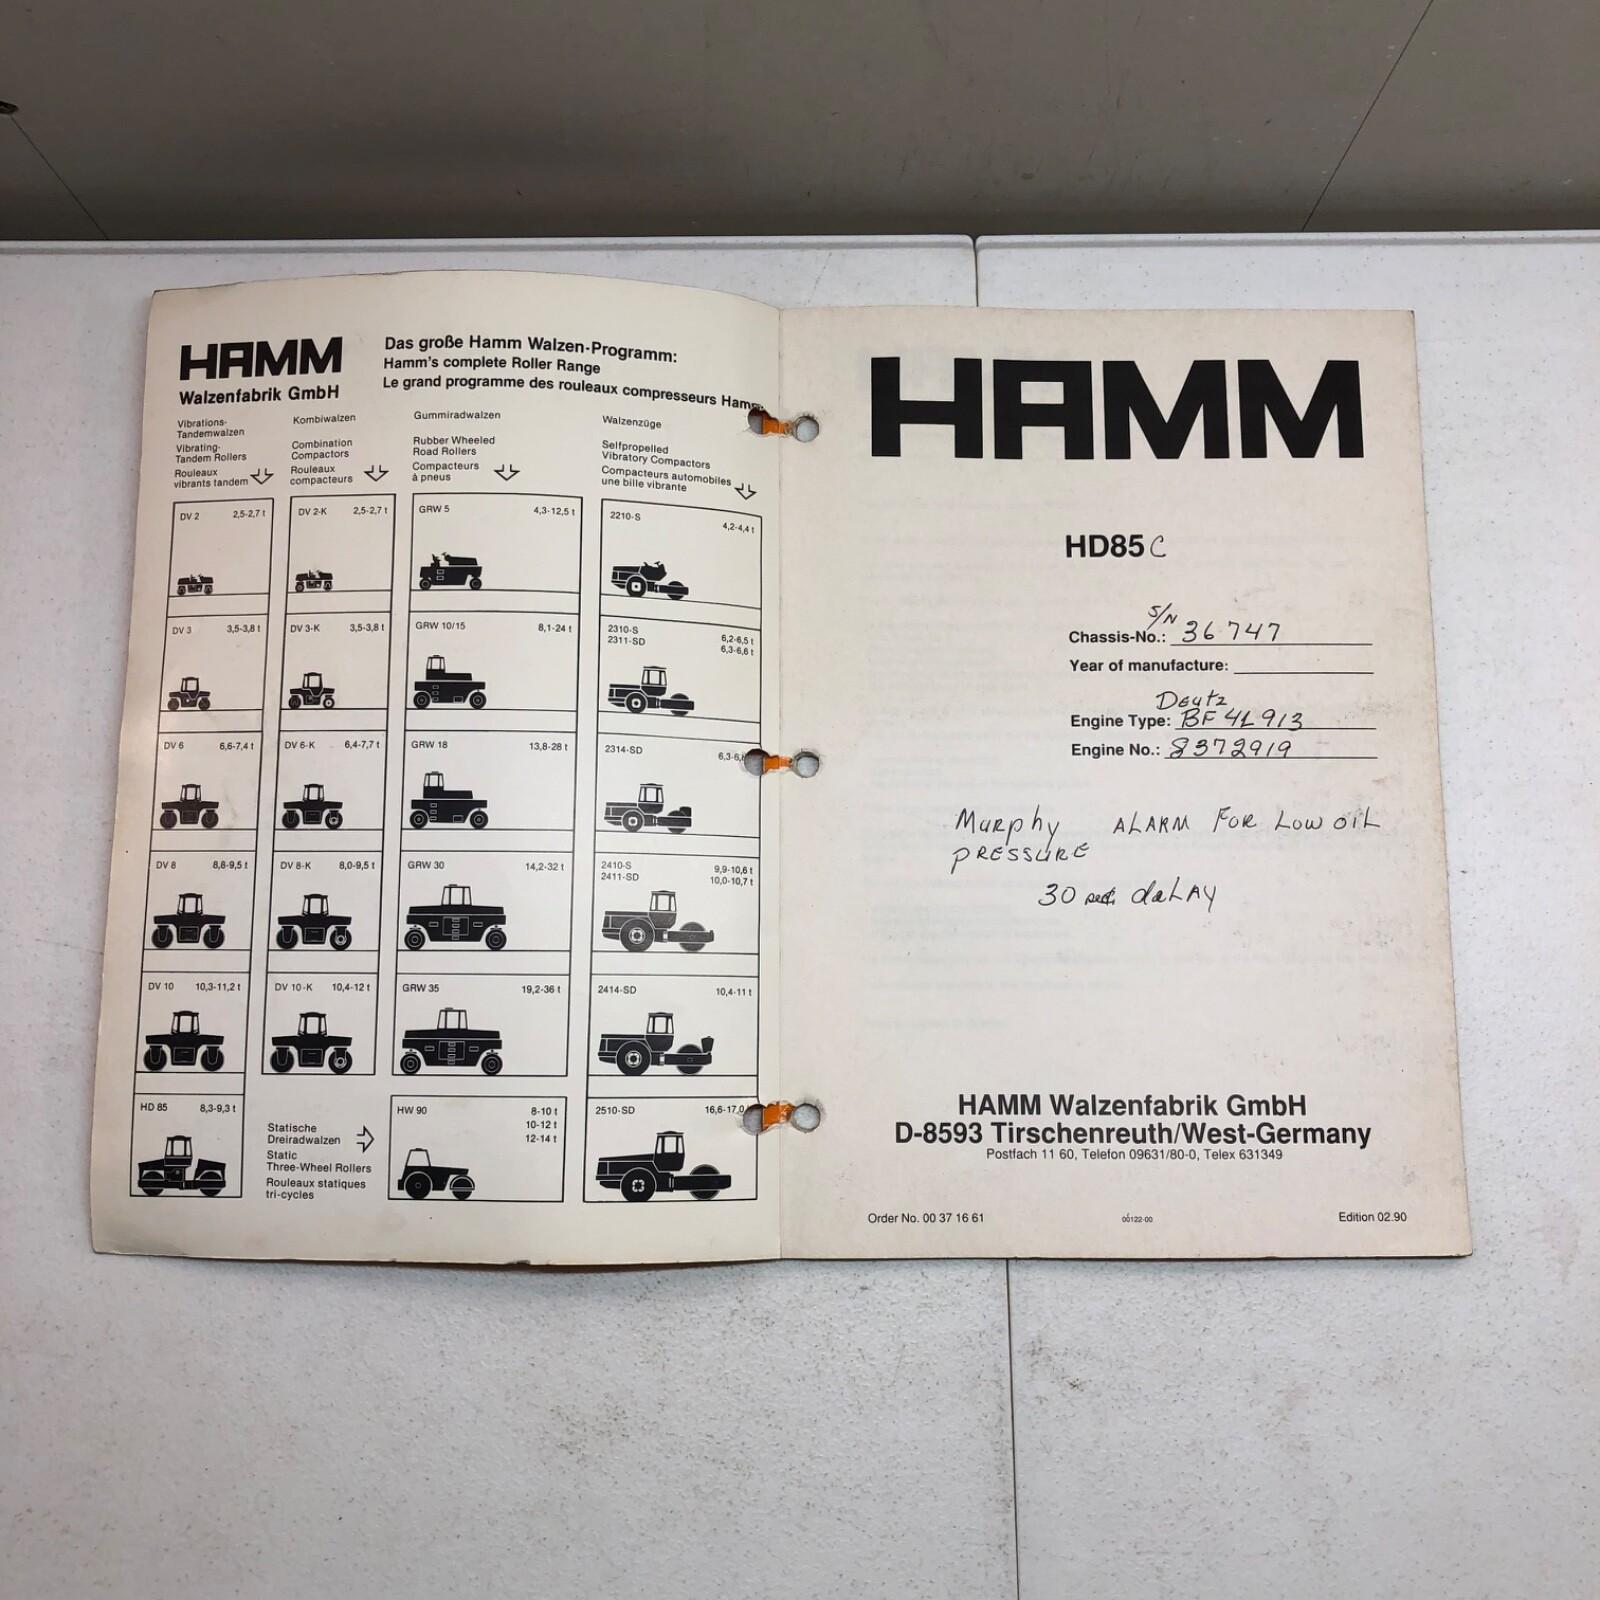 HAMM
Walzenfabrik GmbH
Das große Hamm Walzen-Programm:
Hamm's complete Roller Range
Le grand programme des rouleaux compresseurs Hamm
Vibrations-
Tandemwalzen
Vibrating-
Tandem Rollers
Rouleaux
vibrants tandem
Kombiwalzen
Combination
Compactors
Rouleaux
compacteurs
Gummiradwalzen
Rubber Wheeled
Road Rollers
Compacteurs
à pneus
Walzenzüge
Selfpropelled
Vibratory Compactors
Compacteurs automobiles
une bille vibrante
DV 2 2,5-2,7 t
DV 2-K 2,5-2,7 t
GRW 5 4,3-12,5 t
2210-S 4,2-4,4 t
DV 3 3,5-3,8 t
DV 3-K 3,5-3,8 t
GRW 10/15 8,1-24 t
2310-S 6,2-6,5 t
2311-SD 6,3-6,6 t
DV 6 6,6-7,4 t
DV 6-K 6,4-7,7 t
GRW 18 13,8-28 t
2314-SD
DV 8 8,8-9,5 t
DV 8-K 8,0-9,5 t
GRW 30 14,2-32 t
2410-S 9,9-10,6 t
2411-SD 10,0-10,7 t
DV 10 10,3-11,2 t
DV 10-K 10,4-12 t
GRW 35 19,2-36 t
2414-SD 10,4-11 t
HD 85 8,3-9,3 t
Statische
Dreiradwalzen
Static
Three-Wheel Rollers
Rouleaux statiques
tri-cycles
HW 90 8-10 t
10-12 t
12-14 t
2510-SD 16,6-17,0
HAMM
HD85 C
S/N
Chassis-No.: 36747
Year of manufacture:
Deutz
Engine Type: BF4L913
Engine No.: 8372919
Murphy ALARM FOR LOW OIL
PRESSURE
30 sec. deLAY
HAMM Walzenfabrik GmbH
D-8593 Tirschenreuth/West-Germany
Postfach 11 60, Telefon 09631/80-0, Telex 631349
Order No. 00 37 16 61
00122-00
Edition 02.90